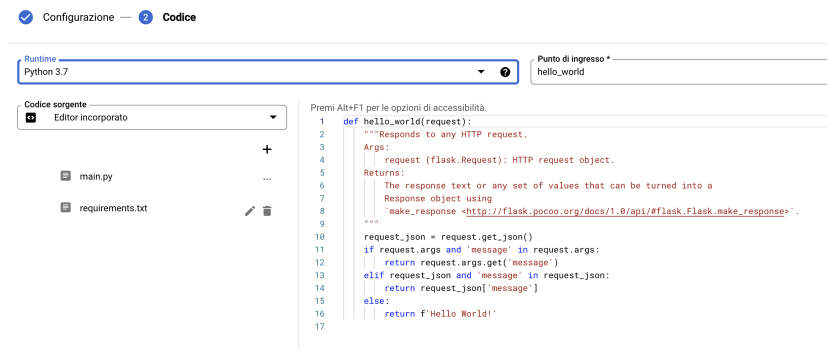 Configurazione — 2 Codice
Runtime
Python 3.7
Punto di ingresso *
hello_world
Codice sorgente
Editor incorporato
+
main.py ...
requirements.txt
Premi Alt+F1 per le opzioni di accessibilità.
1 def hello_world(request):
2     """Responds to any HTTP request.
3     Args:
4         request (flask.Request): HTTP request object.
5     Returns:
6         The response text or any set of values that can be turned into a
7         Response object using
8         `make_response <http://flask.pocoo.org/docs/1.0/api/#flask.Flask.make_response>`.
9     """
10     request_json = request.get_json()
11     if request.args and 'message' in request.args:
12         return request.args.get('message')
13     elif request_json and 'message' in request_json:
14         return request_json['message']
15     else:
16         return f'Hello World!'
17